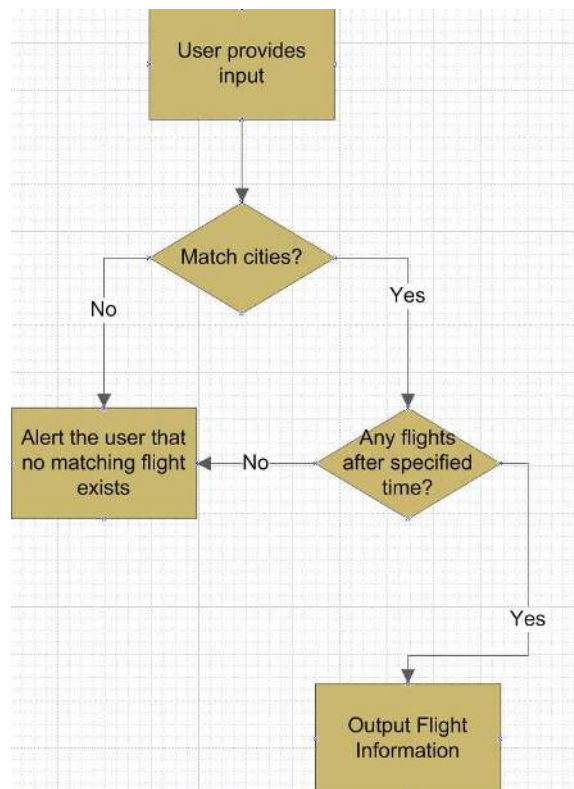 User provides
input
Match cities?
No
Yes
Alert the user that
no matching flight
exists
No
Any flights
after specified
time?
Yes
Output Flight
Information